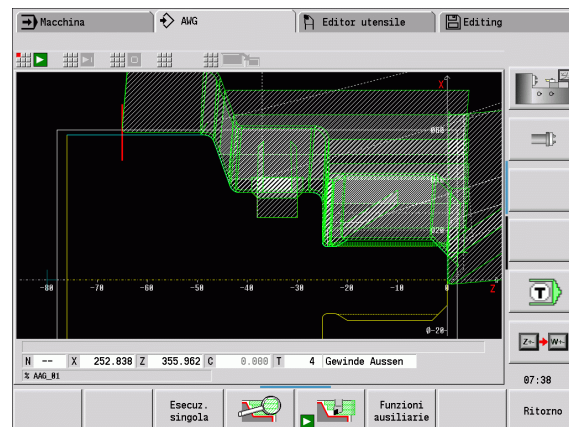 Macchina AWG Editor utensile Editing
X
Ø60
Ø20
-80 -70 -60 -50 -40 -30 -20 -10 0 Z
Ø-20
T
Z+- W+-
N -- X 252.838 Z 355.962 C 0.000 T 4 Gewinde Aussen
% AAG_01
07:38
Esecuz. singola
Funzioni ausiliarie
Ritorno